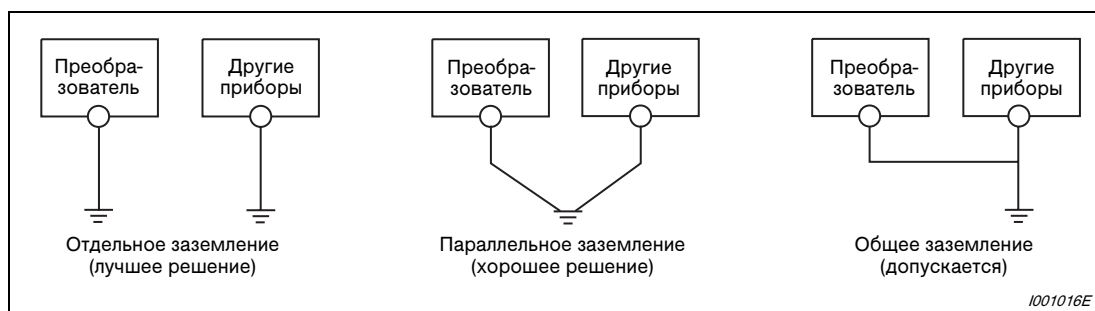 Преобра-
зователь
Другие
приборы
Отдельное заземление
(лучшее решение)
Преобра-
зователь
Другие
приборы
Параллельное заземление
(хорошее решение)
Преобра-
зователь
Другие
приборы
Общее заземление
(допускается)
I001016E